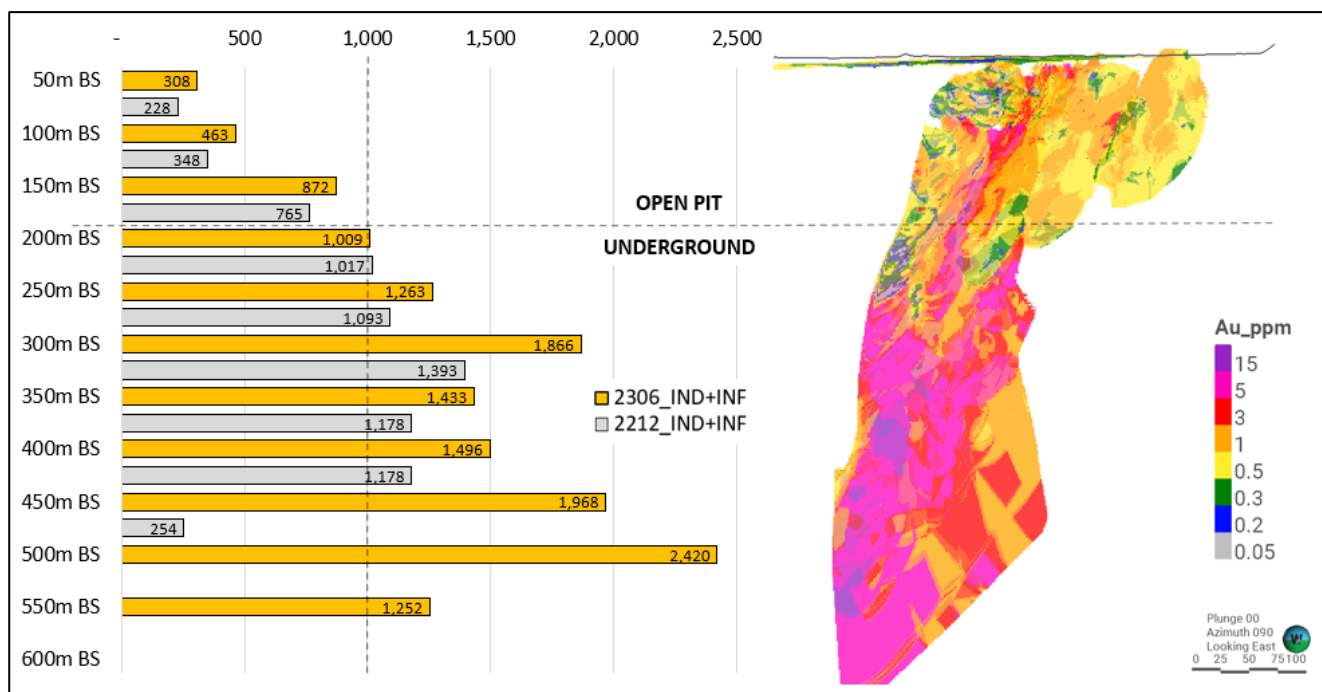 - 500 1,000 1,500 2,000 2,500
50m BS
308
228
100m BS
463
348
150m BS
872
765
OPEN PIT
200m BS
1,009
UNDERGROUND
1,017
250m BS
1,263
1,093
300m BS
1,866
1,393
350m BS
1,433
2306_IND+INF
1,178
2212_IND+INF
400m BS
1,496
1,178
450m BS
1,968
254
500m BS
2,420
550m BS
1,252
600m BS
Au_ppm
15
5
3
1
0.5
0.3
0.2
0.05
Plunge 00
Azimuth 090
Looking East
0 25 50 75 100